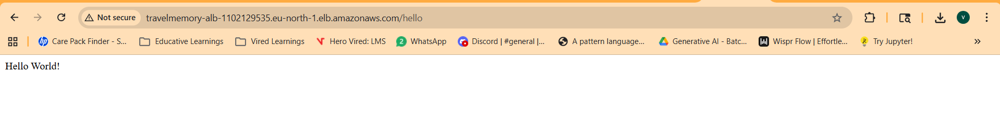 Not secure travelmemory-alb-1102129535.eu-north-1.elb.amazonaws.com/hello V
hp Care Pack Finder - S... Educative Learnings Vired Learnings Hero Vired: LMS 2 WhatsApp Discord | #general |... A pattern language... Generative AI - Batc... Wispr Flow | Effortle... Try Jupyter! »
Hello World!